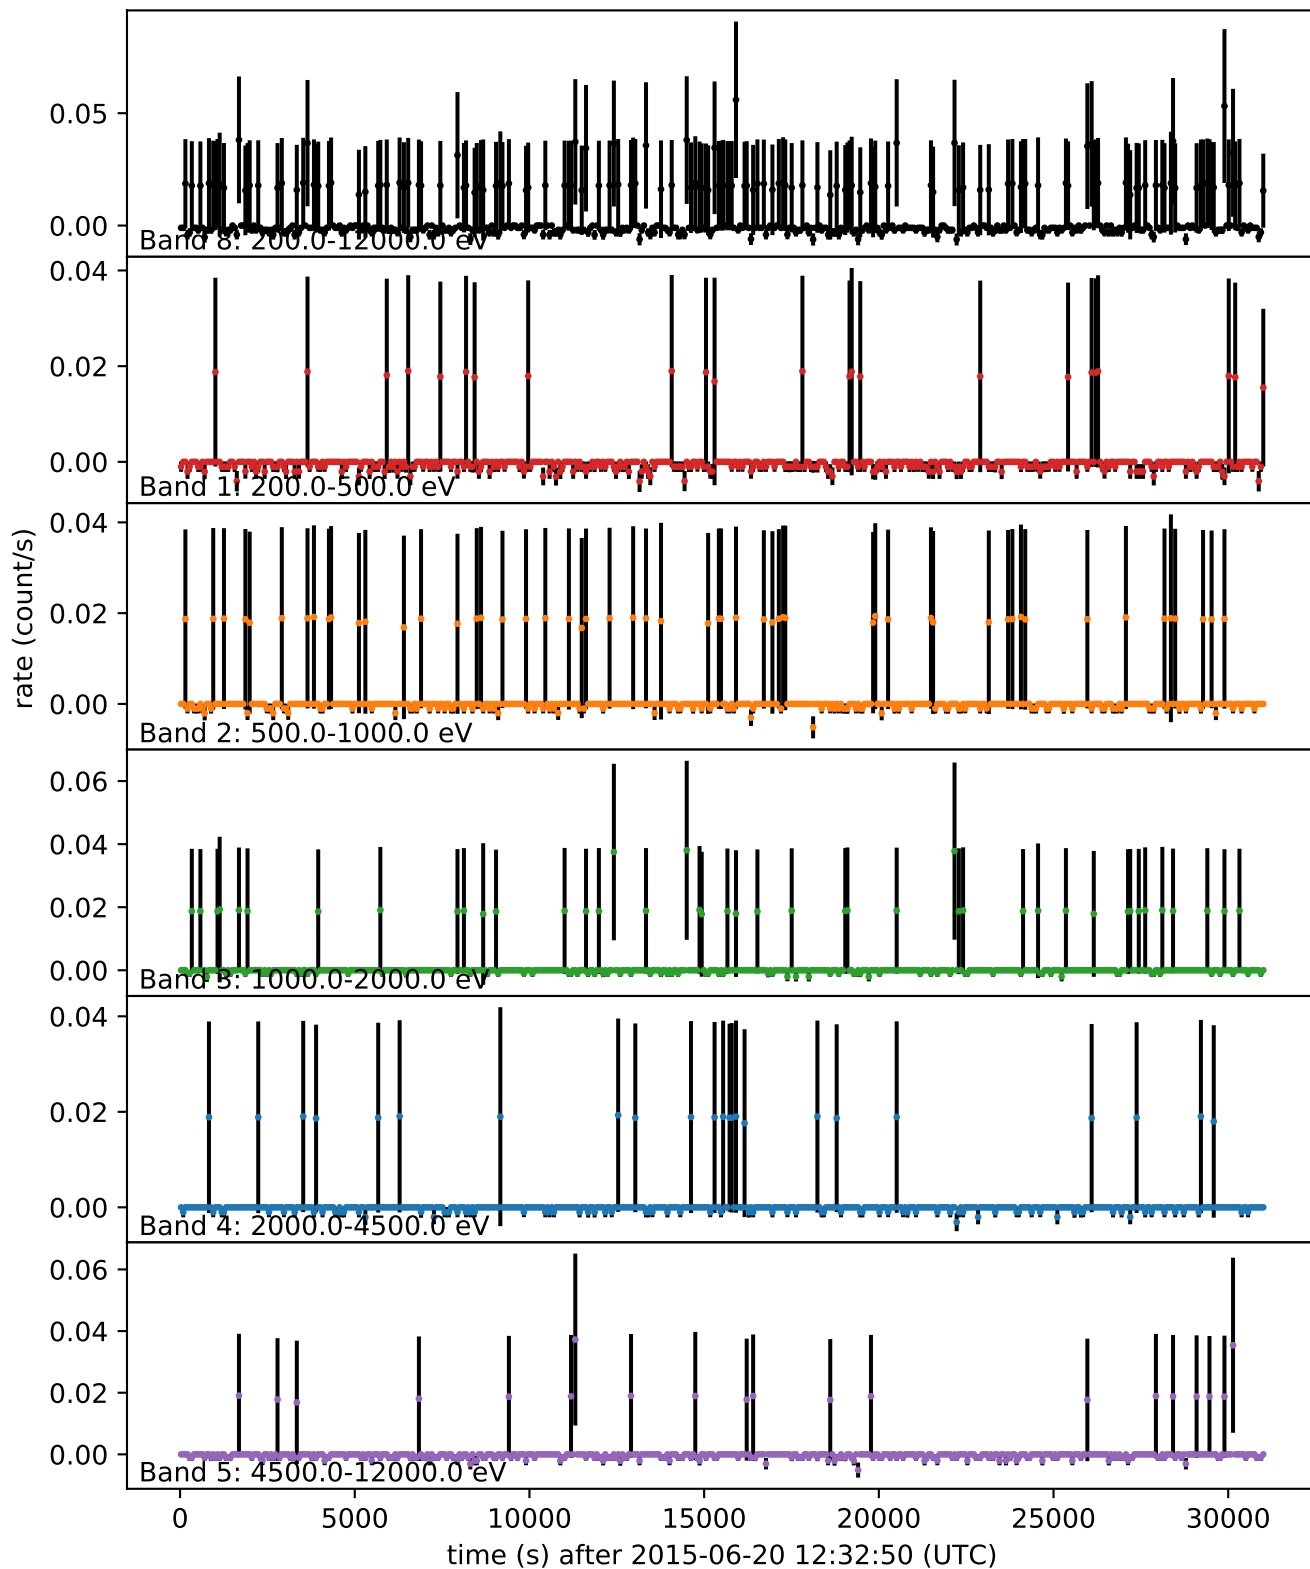 0.05
0.00
Band 8: 200.0-12000.0 eV
0.04
0.02
0.00
Band 1: 200.0-500.0 eV
0.04
0.02
0.00
Band 2: 500.0-1000.0 eV
rate (count/s)
0.06
0.04
0.02
0.00
Band 3: 1000.0-2000.0 eV
0.04
0.02
0.00
Band 4: 2000.0-4500.0 eV
0.06
0.04
0.02
0.00
Band 5: 4500.0-12000.0 eV
0 5000 10000 15000 20000 25000 30000
time (s) after 2015-06-20 12:32:50 (UTC)